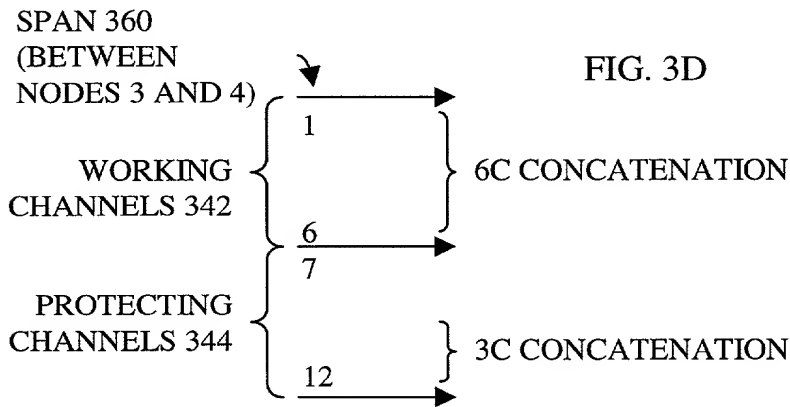 SPAN 360
(BETWEEN
NODES 3 AND 4)
FIG. 3D
1
WORKING
CHANNELS 342
6C CONCATENATION
6
7
PROTECTING
CHANNELS 344
3C CONCATENATION
12